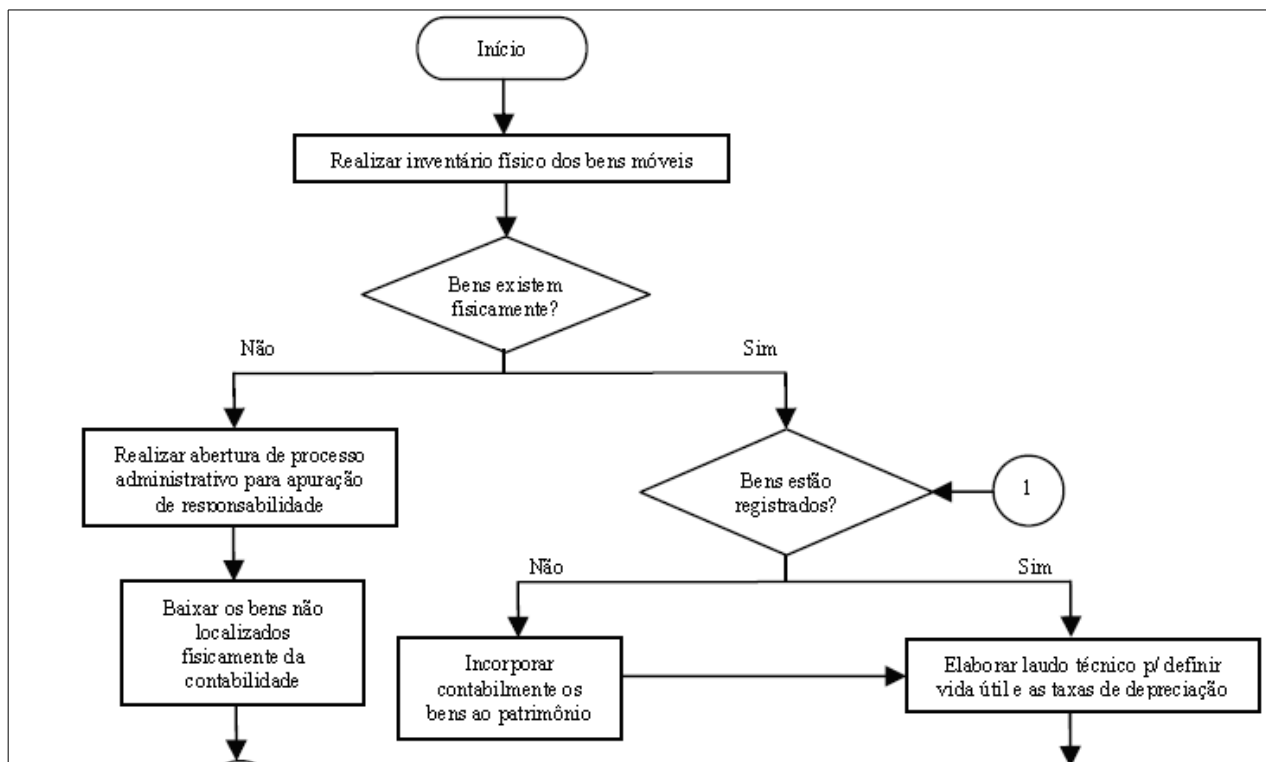 Início
Realizar inventário físico dos bens móveis
Bens existem
fisicamente?
Não
Sim
Realizar abertura de processo
administrativo para apuração
de responsabilidade
Bens estão
registrados?
1
Baixar os bens não
localizados
fisicamente da
contabilidade
Não
Sim
Incorporar
contabilmente os
bens ao patrimônio
Elaborar laudo técnico p/ definir
vida útil e as taxas de depreciação